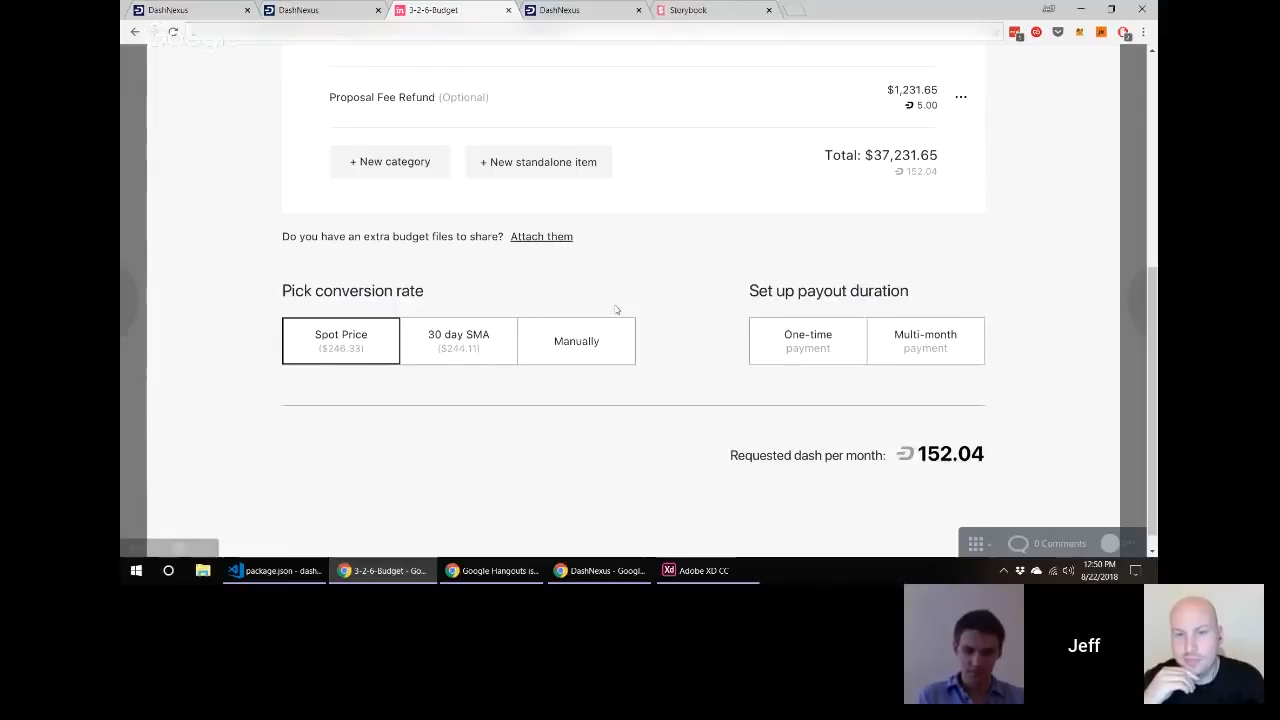 DashNexus
DashNexus
3-2-6-Budget
DashNexus
Storybook
Jeff
Proposal Fee Refund (Optional)
$1,231.65
5.00
+ New category
+ New standalone item
Total: $37,231.65
152.04
Do you have an extra budget files to share? Attach them
Pick conversion rate
Set up payout duration
Spot Price
($246.33)
30 day SMA
($244.11)
Manually
One-time
payment
Multi-month
payment
Requested dash per month:
152.04
0 Comments
package.json - dash...
3-2-6-Budget - Go...
Google Hangouts is...
DashNexus - Googl...
Adobe XD CC
12:50 PM
8/22/2018
Jeff